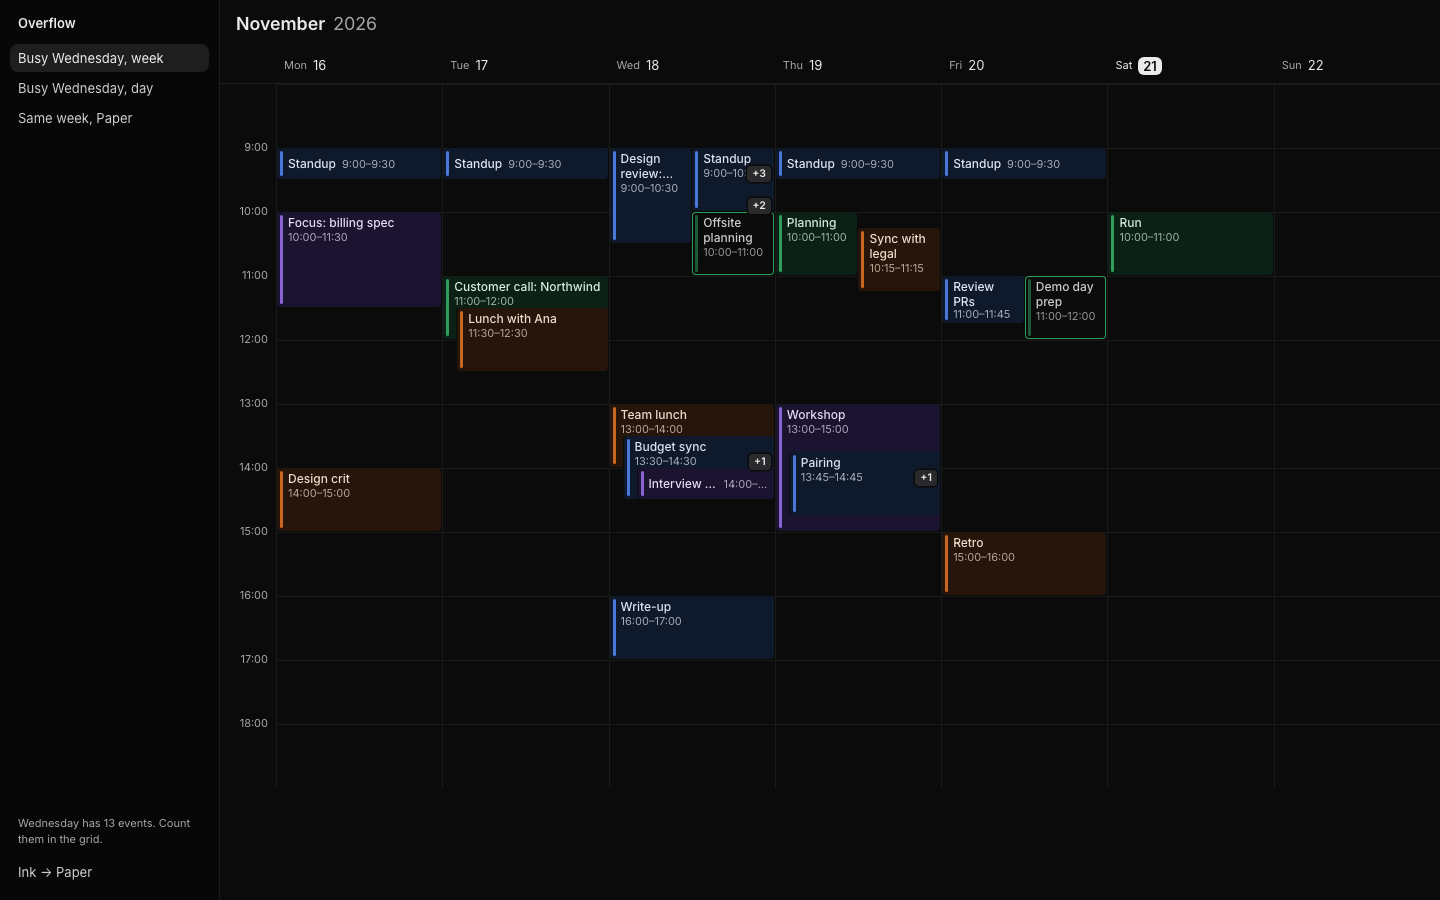 Overflow
Busy Wednesday, week
Busy Wednesday, day
Same week, Paper
Wednesday has 13 events. Count
them in the grid.
Ink → Paper
November 2026
Mon 16
Tue 17
Wed 18
Thu 19
Fri 20
Sat 21
Sun 22
9:00
10:00
11:00
12:00
13:00
14:00
15:00
16:00
17:00
18:00
Standup 9:00–9:30
Focus: billing spec
10:00–11:30
Design crit
14:00–15:00
Standup 9:00–9:30
Customer call: Northwind
11:00–12:00
Lunch with Ana
11:30–12:30
Design
review:...
9:00–10:30
Standup
9:00–10:
+3
+2
Offsite
planning
10:00–11:00
Team lunch
13:00–14:00
Budget sync
13:30–14:30
+1
Interview ... 14:00–...
Write-up
16:00–17:00
Standup 9:00–9:30
Planning
10:00–11:00
Sync with
legal
10:15–11:15
Workshop
13:00–15:00
Pairing
13:45–14:45
+1
Standup 9:00–9:30
Review
PRs
11:00–11:45
Demo day
prep
11:00–12:00
Retro
15:00–16:00
Run
10:00–11:00